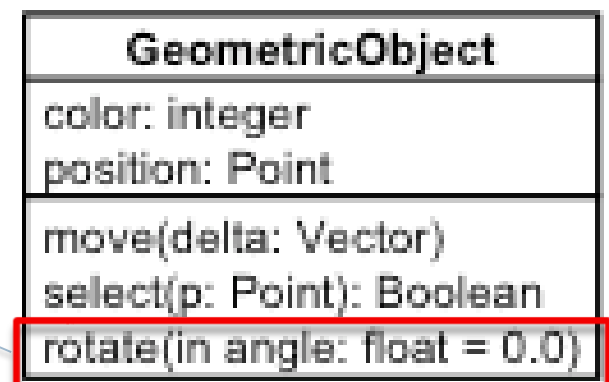 GeometricObject
color: integer
position: Point
move(delta: Vector)
select(p: Point): Boolean
rotate(in angle: float = 0.0)